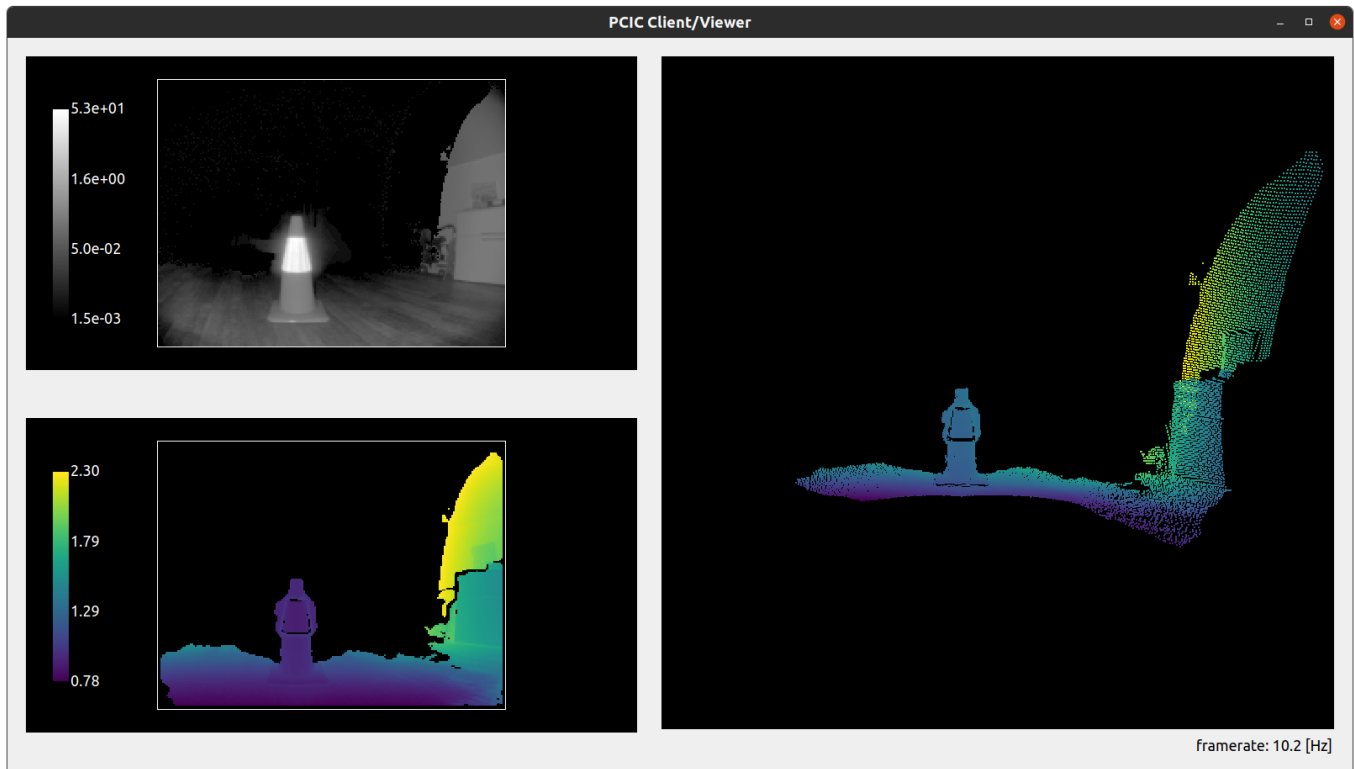 PCIC Client/Viewer
5.3e+01
1.6e+00
5.0e-02
1.5e-03
2.30
1.79
1.29
0.78
framerate: 10.2 [Hz]